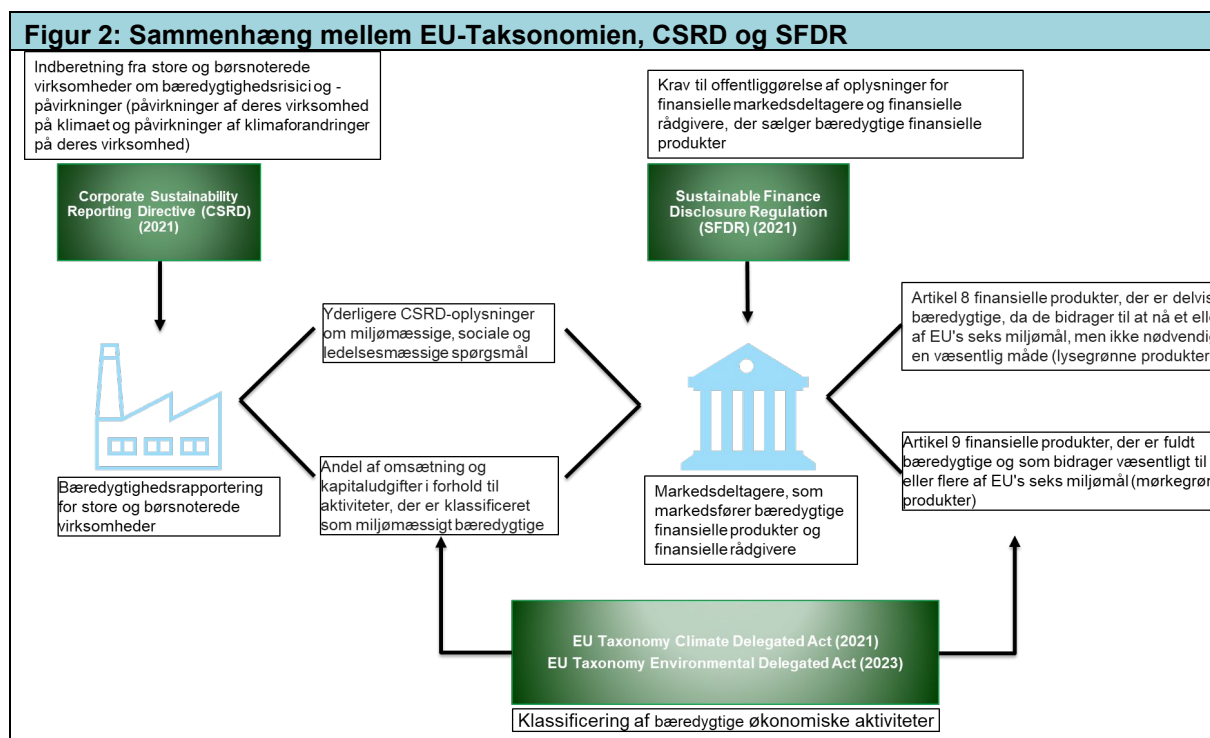 Figur 2: Sammenhæng mellem EU-Taksonomien, CSRD og SFDR
Indberetning fra store og børsnoterede
virksomheder om bæredygtighedsrisici og -
påvirkninger (påvirkninger af deres virksomhed
på klimaet og påvirkninger af klimaforandringer
på deres virksomhed)
Krav til offentliggørelse af oplysninger for
finansielle markedsdeltagere og finansielle
rådgivere, der sælger bæredygtige finansielle
produkter
Corporate Sustainability
Reporting Directive (CSRD)
(2021)
Sustainable Finance
Disclosure Regulation
(SFDR) (2021)
Yderligere CSRD-oplysninger
om miljømæssige, sociale og
ledelsesmæssige spørgsmål
Artikel 8 finansielle produkter, der er delvis
bæredygtige, da de bidrager til at nå et
af EU's seks miljømål, men ikke
en væsentlig måde (lysegrønne produkter
Bæredygtighedsrapportering
for store og børsnoterede
virksomheder
Andel af omsætning og
kapitaludgifter i forhold til
aktiviteter, der er klassificeret
som miljømæssigt bæredygtige
Markedsdeltagere, som
markedsfører bæredygtige
finansielle produkter og
finansielle rådgivere
Artikel 9 finansielle produkter, der er fuldt
bæredygtige og som bidrager væsentligt til
eller flere af EU's seks miljømål
produkter)
EU Taxonomy Climate Delegated Act (2021)
EU Taxonomy Environmental Delegated Act (2023)
Klassificering af bæredygtige økonomiske aktiviteter